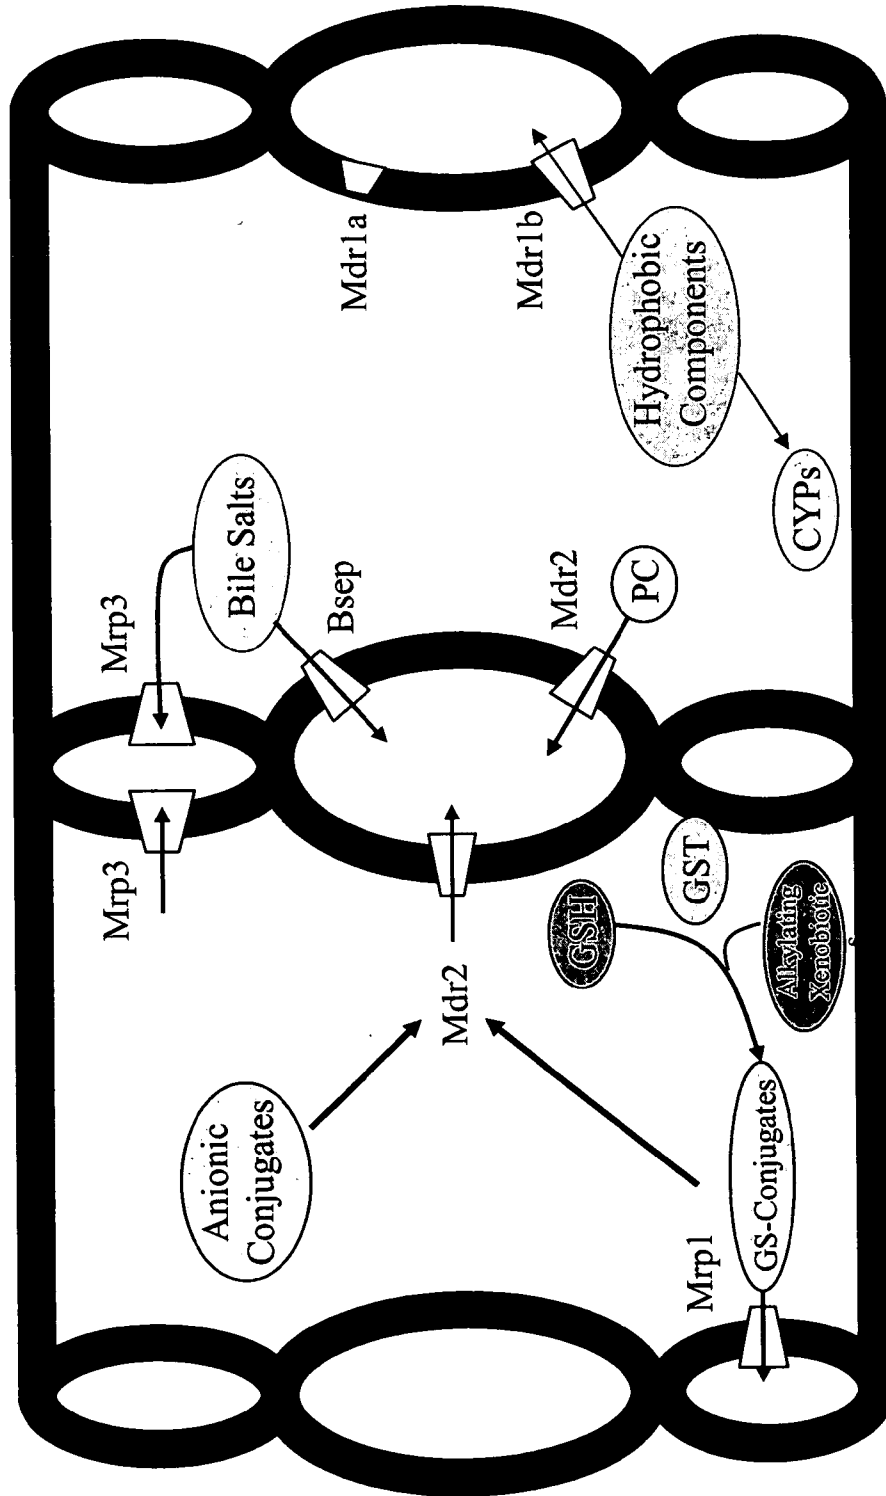 Mrp3
Mrp3
Anionic
Conjugates
Bile Salts
Bsep
Mdr1a
Mdr2
Mdr2
PC
Mdr1b
GSH
GST
Hydrophobic
Components
Mrp1
GS-Conjugates
Alkylating
Xenobiotic
CYPs